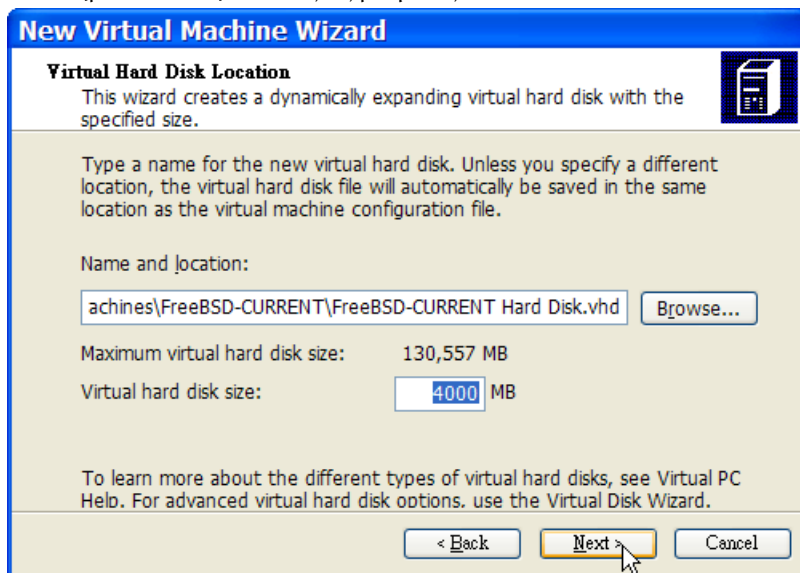 New Virtual Machine Wizard
Virtual Hard Disk Location
This wizard creates a dynamically expanding virtual hard disk with the
specified size.
Type a name for the new virtual hard disk. Unless you specify a different
location, the virtual hard disk file will automatically be saved in the same
location as the virtual machine configuration file.
Name and location:
achines\FreeBSD-CURRENT\FreeBSD-CURRENT Hard Disk.vhd Browse...
Maximum virtual hard disk size: 130,557 MB
Virtual hard disk size: 4000 MB
To learn more about the different types of virtual hard disks, see Virtual PC
Help. For advanced virtual hard disk options, use the Virtual Disk Wizard.
< Back Next > Cancel